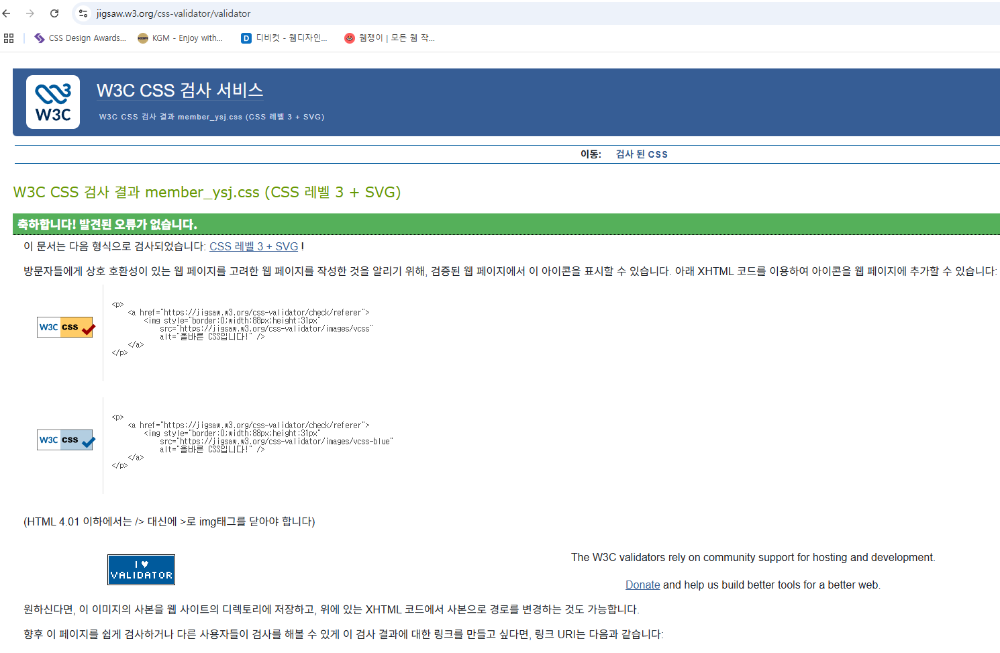 jigsaw.w3.org/css-validator/validator
CSS Design Awards...
KGM - Enjoy with...
디비컷 - 웹디자인...
웹쟁이 | 모든 웹 작...
W3C
W3C CSS 검사 서비스
W3C CSS 검사 결과 member_ysj.css (CSS 레벨 3 + SVG)
이동: 검사 된 CSS
W3C CSS 검사 결과 member_ysj.css (CSS 레벨 3 + SVG)
축하합니다! 발견된 오류가 없습니다.
이 문서는 다음 형식으로 검사되었습니다: CSS 레벨 3 + SVG !
방문자들에게 상호 호환성이 있는 웹 페이지를 고려한 웹 페이지를 작성한 것을 알리기 위해, 검증된 웹 페이지에서 이 아이콘을 표시할 수 있습니다. 아래 XHTML 코드를 이용하여 아이콘을 웹 페이지에 추가할 수 있습니다:
W3C CSS
<p>
<a href="https://jigsaw.w3.org/css-validator/check/referer">
<img style="border:0;width:88px;height:31px"
src="https://jigsaw.w3.org/css-validator/images/vcss"
alt="올바른 CSS입니다!" />
</a>
</p>
W3C CSS
<p>
<a href="https://jigsaw.w3.org/css-validator/check/referer">
<img style="border:0;width:88px;height:31px"
src="https://jigsaw.w3.org/css-validator/images/vcss-blue"
alt="올바른 CSS입니다!" />
</a>
</p>
(HTML 4.01 이하에서는 /> 대신에 >로 img태그를 닫아야 합니다)
I ♥
VALIDATOR
The W3C validators rely on community support for hosting and development.
Donate and help us build better tools for a better web.
원하신다면, 이 이미지의 사본을 웹 사이트의 디렉토리에 저장하고, 위에 있는 XHTML 코드에서 사본으로 경로를 변경하는 것도 가능합니다.
향후 이 페이지를 쉽게 검사하거나 다른 사용자들이 검사를 해볼 수 있게 이 검사 결과에 대한 링크를 만들고 싶다면, 링크 URI는 다음과 같습니다: